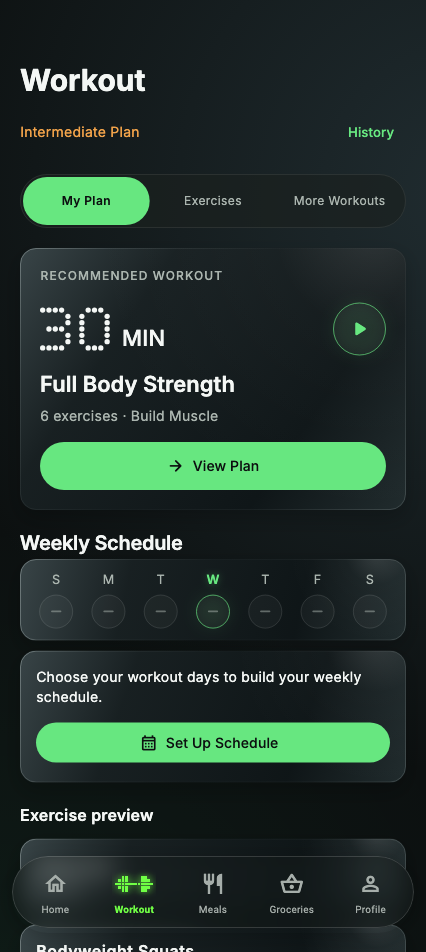 Workout
Intermediate Plan
History
My Plan
Exercises
More Workouts
RECOMMENDED WORKOUT
30 MIN
Full Body Strength
6 exercises · Build Muscle
View Plan
Weekly Schedule
S M T W T F S
Choose your workout days to build your weekly
schedule.
Set Up Schedule
Exercise preview
Home
Workout
Meals
Groceries
Profile
Bodyweight Squats